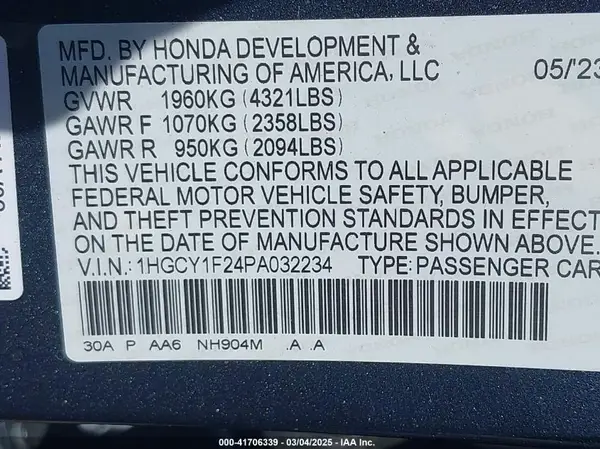 MFD. BY HONDA DEVELOPMENT &
MANUFACTURING OF AMERICA, LLC 05/23
GVWR 1960KG (4321LBS)
GAWR F 1070KG (2358LBS)
GAWR R 950KG (2094LBS)
THIS VEHICLE CONFORMS TO ALL APPLICABLE
FEDERAL MOTOR VEHICLE SAFETY, BUMPER,
AND THEFT PREVENTION STANDARDS IN EFFECT
ON THE DATE OF MANUFACTURE SHOWN ABOVE.
V.I.N.: 1HGCY1F24PA032234 TYPE: PASSENGER CAR
30A P AA6 NH904M .A .A
000-41706339 - 03/04/2025 - IAA Inc.